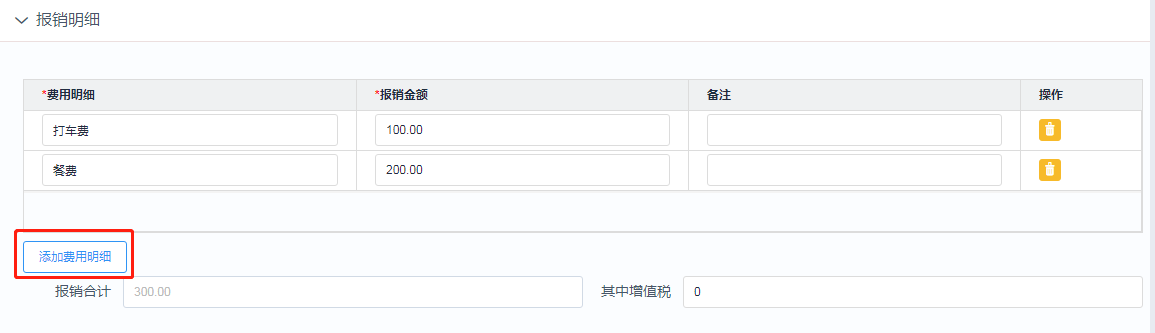 报销明细
*费用明细 *报销金额 备注 操作
打车费 100.00
餐费 200.00
添加费用明细
报销合计 300.00 其中增值税 0